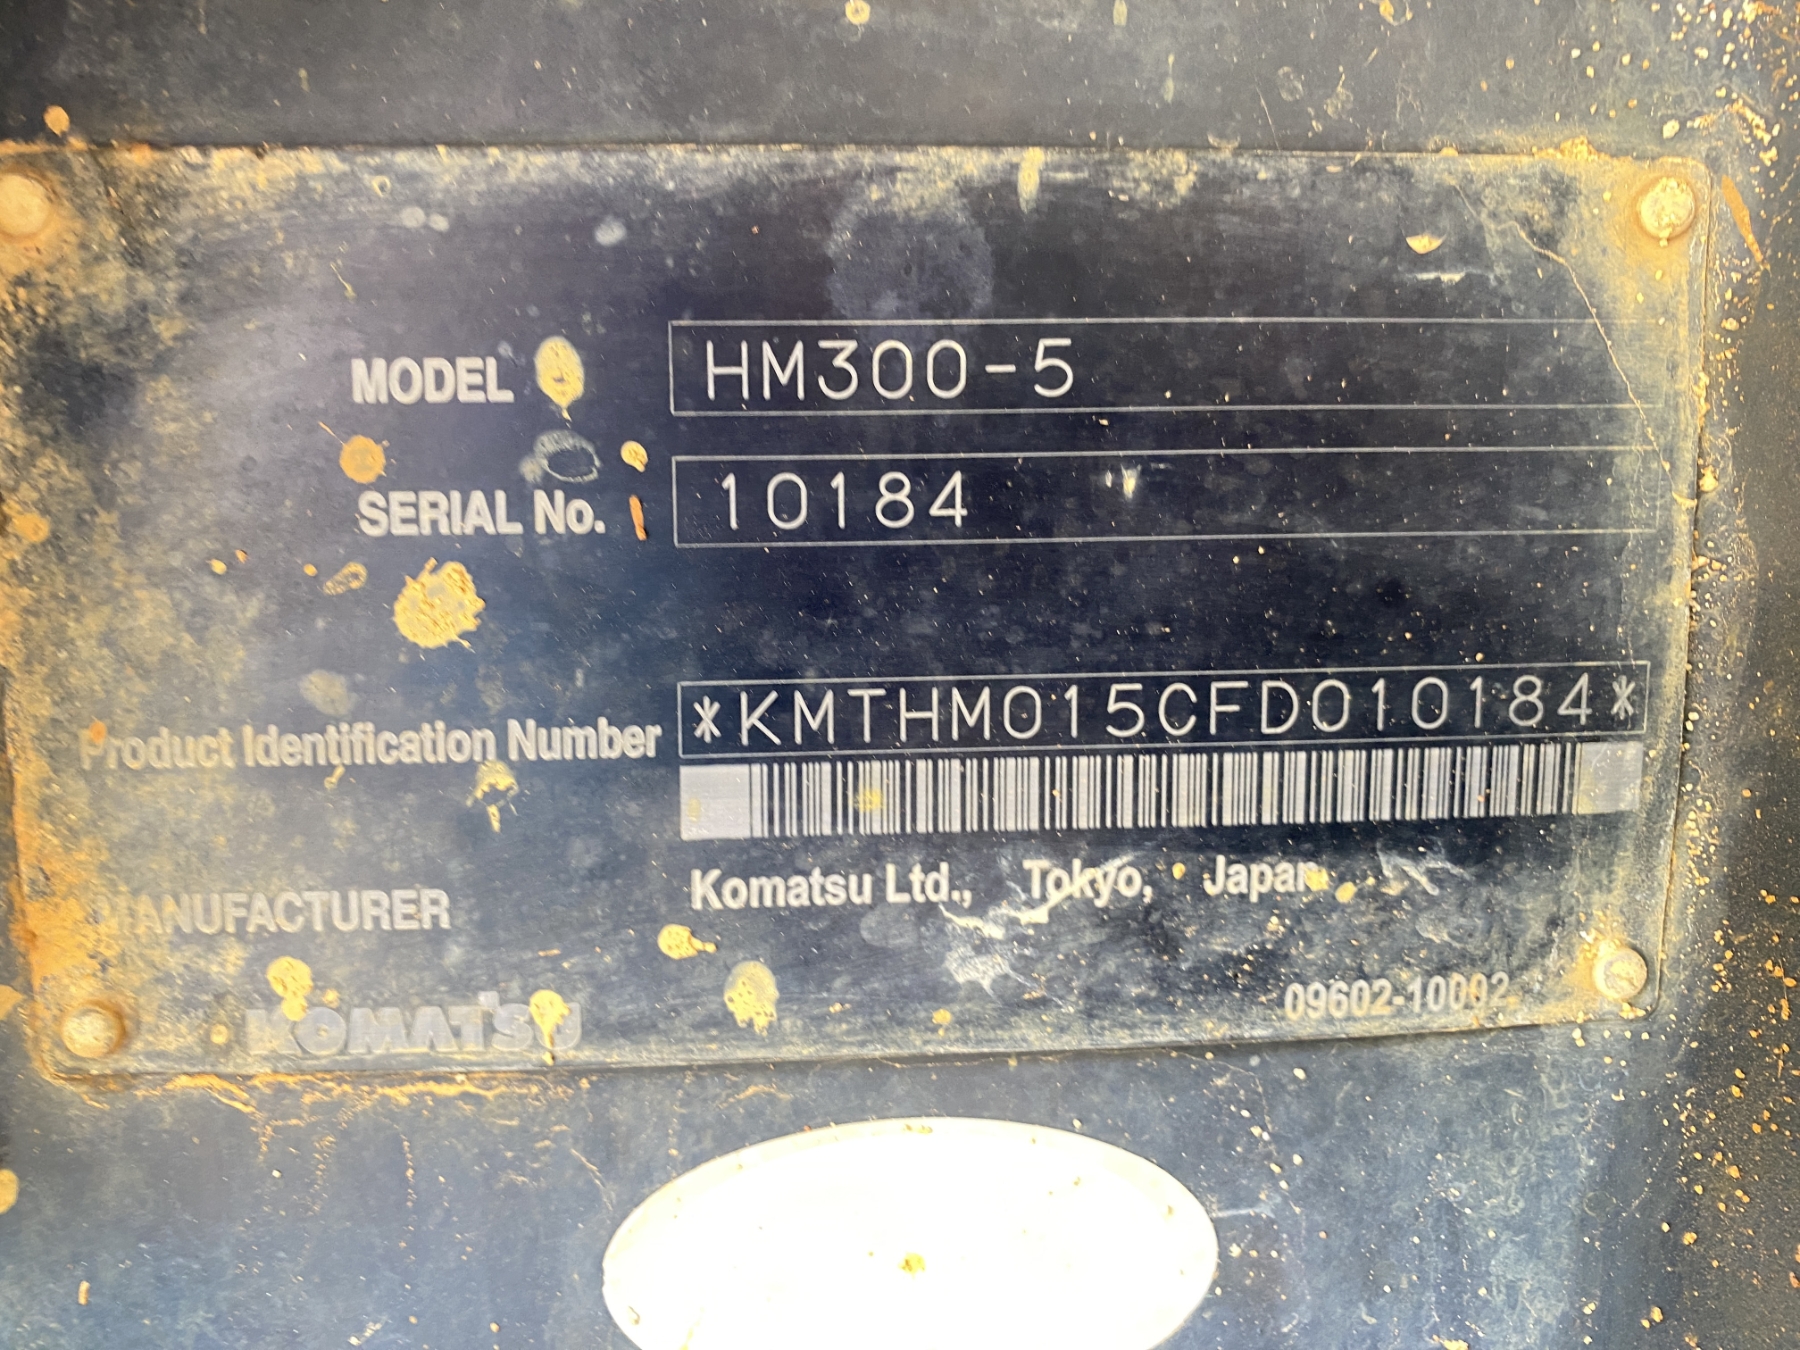 MODEL HM300-5
SERIAL No. 10184
Product Identification Number *KMTHM015CFD010184*
MANUFACTURER Komatsu Ltd., Tokyo, Japan
KOMATSU 09602-10002